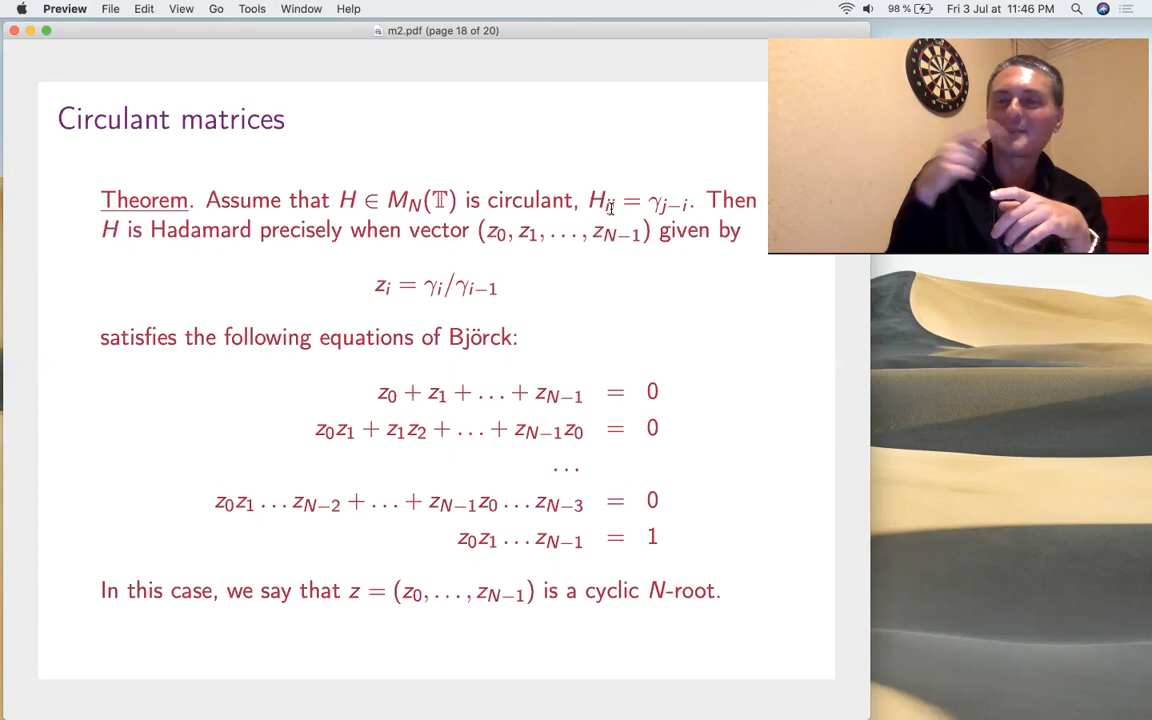 Preview File Edit View Go Tools Window Help 98 % Fri 3 Jul at 11:46 PM
m2.pdf (page 18 of 20)
Circulant matrices
Theorem. Assume that H ∈ M_N(𝕋) is circulant, H_ij = γ_{j−i}. Then
H is Hadamard precisely when vector (z_0, z_1, . . . , z_{N−1}) given by
z_i = γ_i/γ_{i−1}
satisfies the following equations of Björck:
z_0 + z_1 + . . . + z_{N−1} = 0
z_0z_1 + z_1z_2 + . . . + z_{N−1}z_0 = 0
. . .
z_0z_1 . . . z_{N−2} + . . . + z_{N−1}z_0 . . . z_{N−3} = 0
z_0z_1 . . . z_{N−1} = 1
In this case, we say that z = (z_0, . . . , z_{N−1}) is a cyclic N-root.